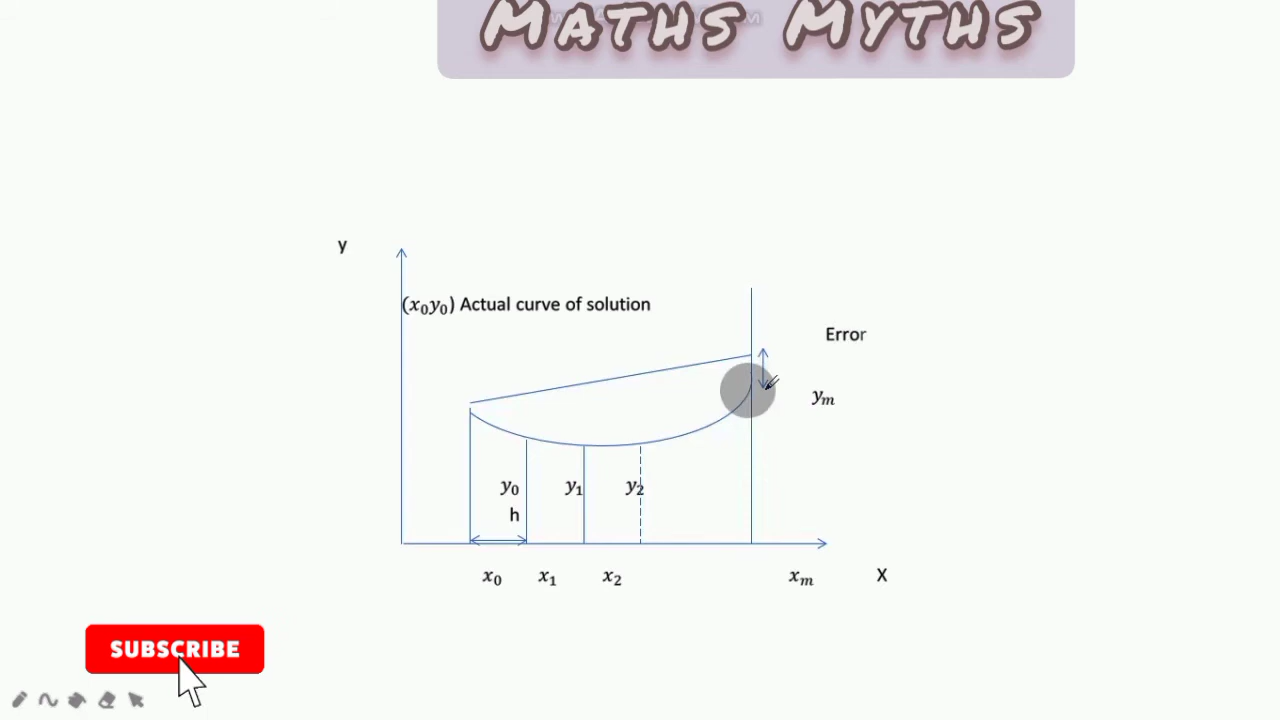 MATHS MYTHS
y
(x₀y₀) Actual curve of solution
Error
yₘ
y₀ y₁ y₂
h
x₀ x₁ x₂ xₘ X
SUBSCRIBE